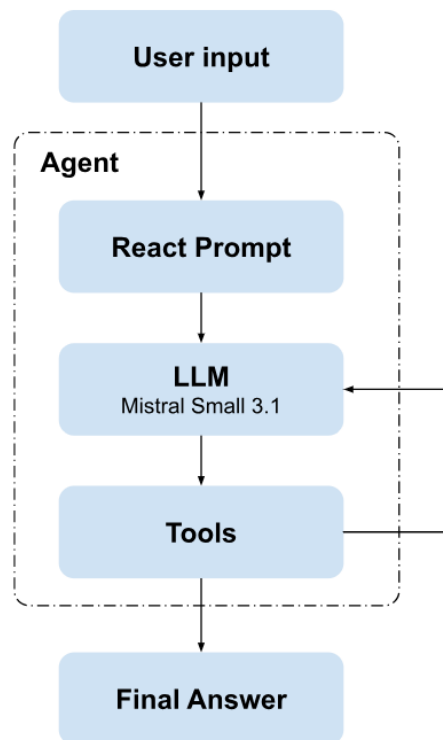 User input
Agent
React Prompt
LLM
Mistral Small 3.1
Tools
Final Answer